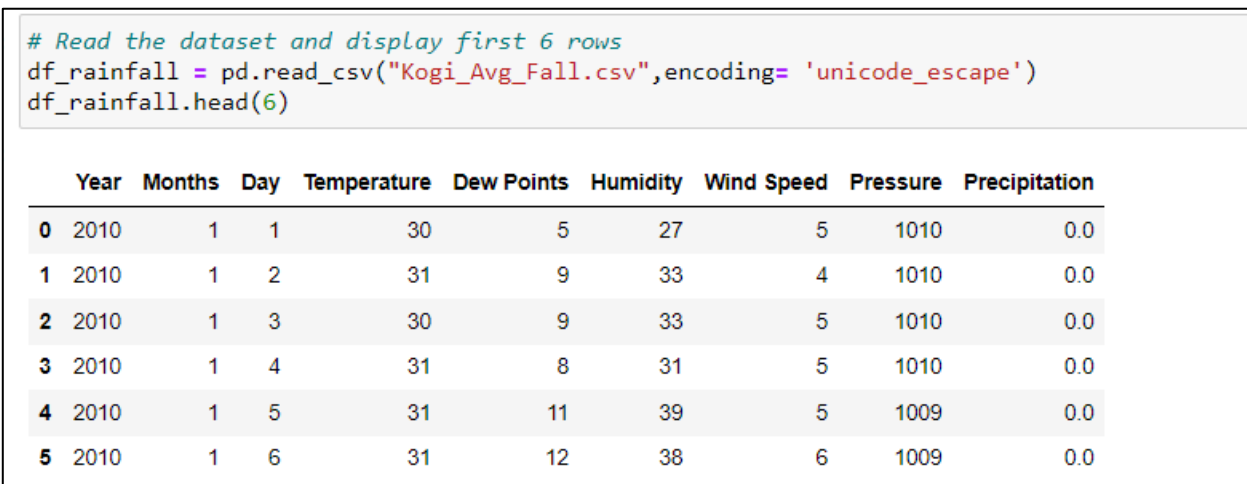 # Read the dataset and display first 6 rows
df_rainfall = pd.read_csv("Kogi_Avg_Fall.csv",encoding= 'unicode_escape')
df_rainfall.head(6)
Year Months Day Temperature Dew Points Humidity Wind Speed Pressure Precipitation
0 2010 1 1 30 5 27 5 1010 0.0
1 2010 1 2 31 9 33 4 1010 0.0
2 2010 1 3 30 9 33 5 1010 0.0
3 2010 1 4 31 8 31 5 1010 0.0
4 2010 1 5 31 11 39 5 1009 0.0
5 2010 1 6 31 12 38 6 1009 0.0